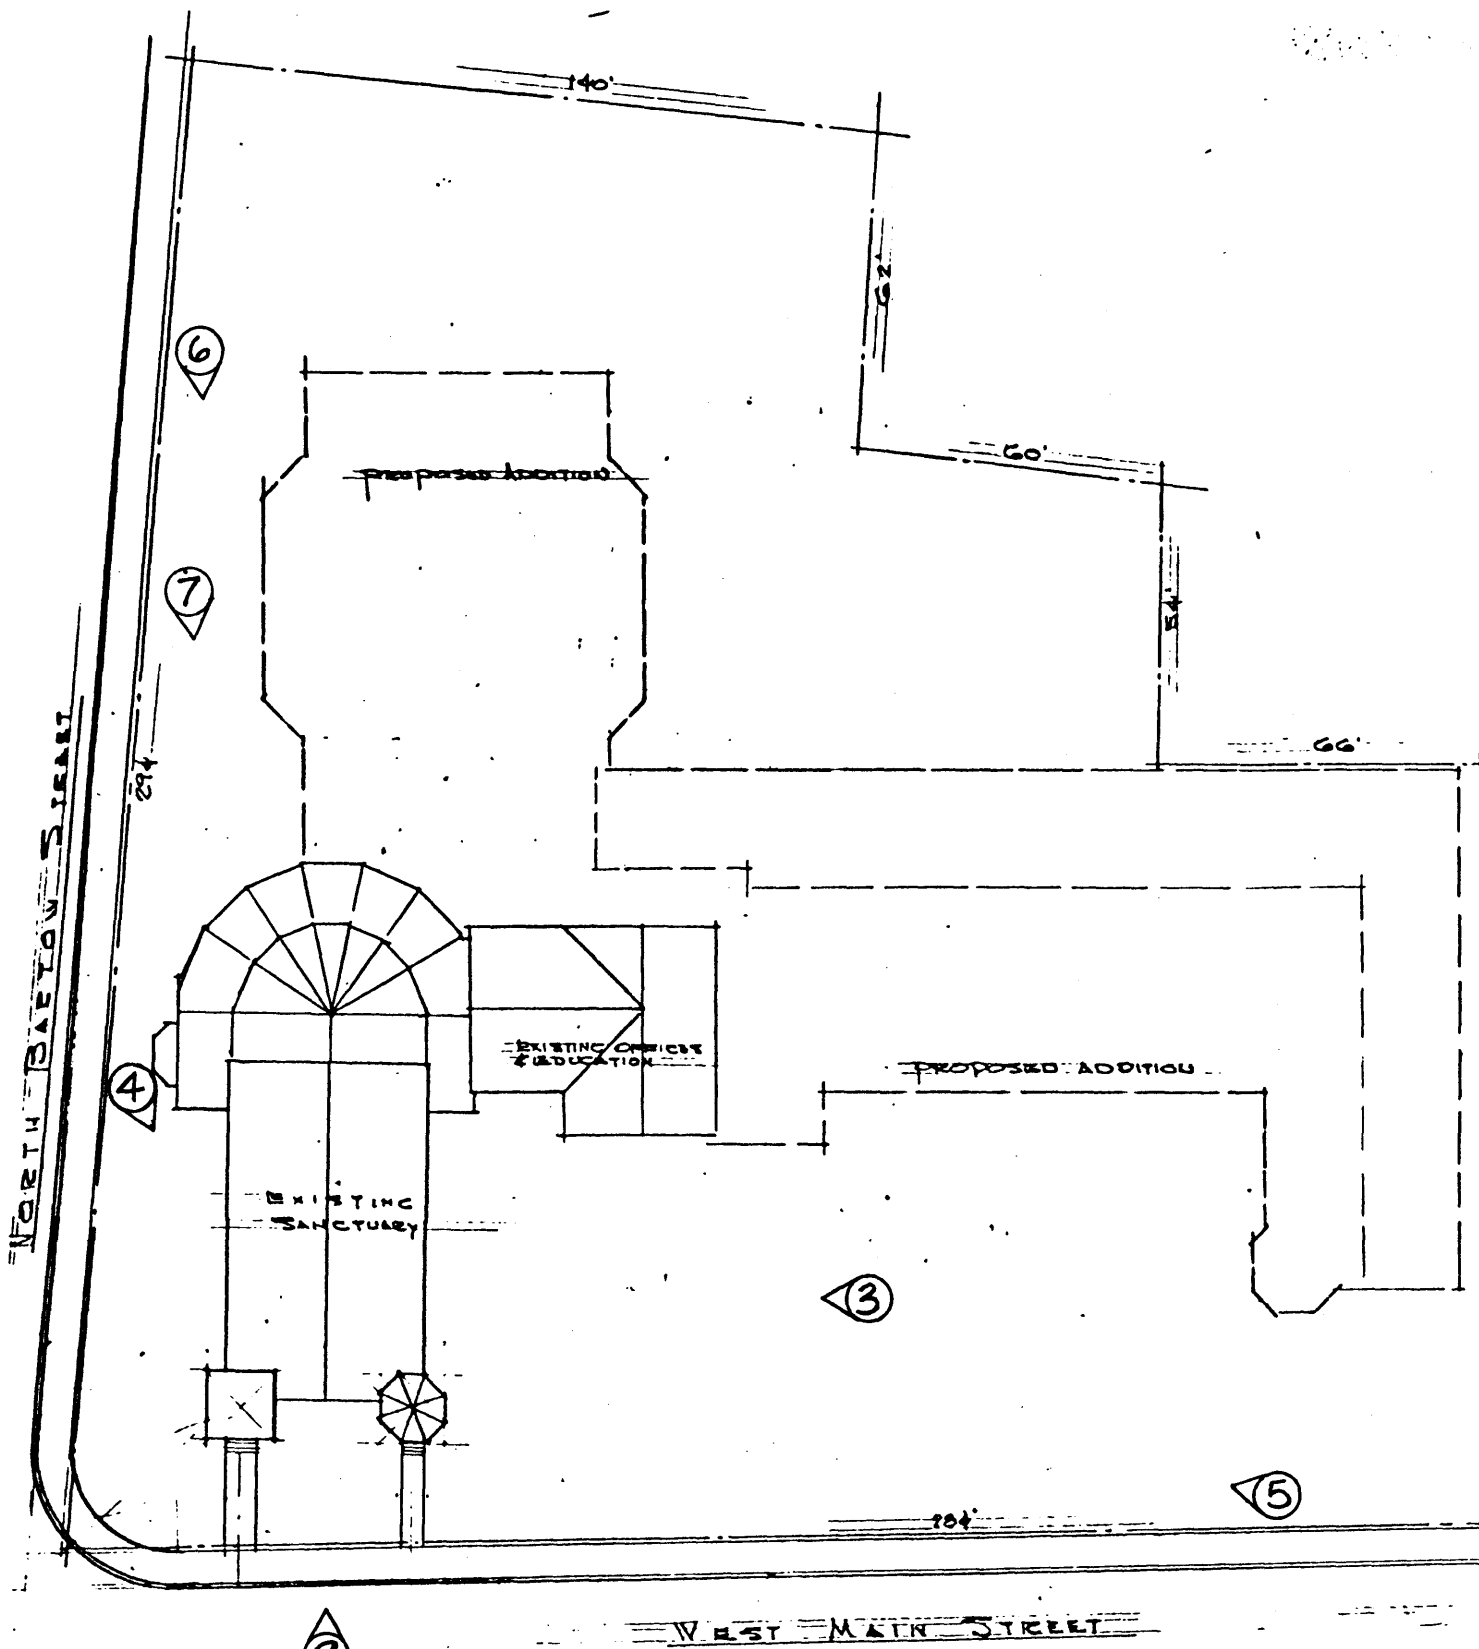 140'
62'
6
60'
PROPOSED ADDITION
7
54'
66'
NORTH BARTOW STREET
294'
EXISTING OFFICES
& EDUCATION
PROPOSED ADDITION
4
EXISTING
SANCTUARY
3
5
WEST MAIN STREET